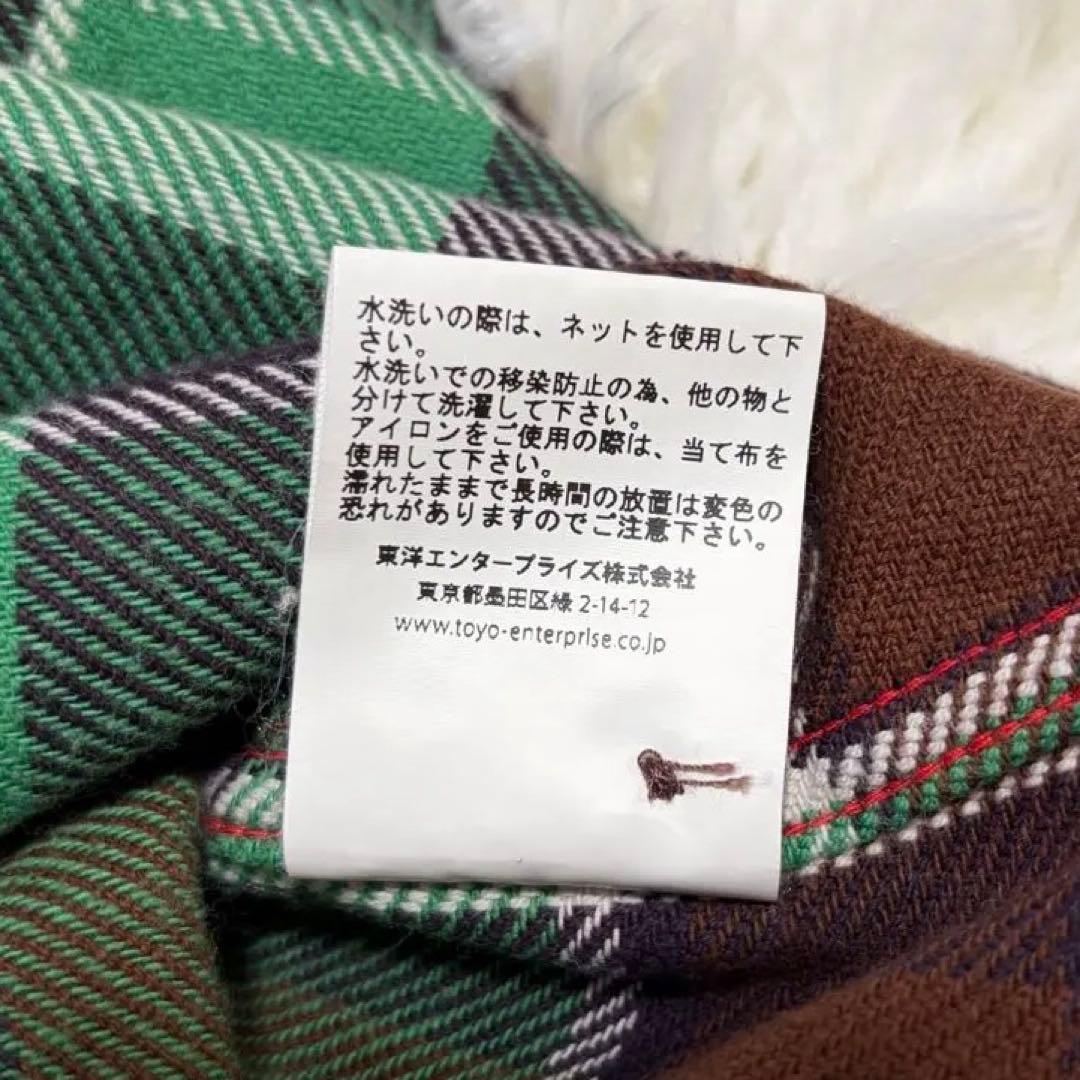 水洗いの際は、ネットを使用して下
さい。
水洗いでの移染防止の為、他の物と
分けて洗濯して下さい。
アイロンをご使用の際は、当て布を
使用して下さい。
濡れたままで長時間の放置は変色の
恐れがありますのでご注意下さい。
東洋エンタープライズ株式会社
東京都墨田区緑 2-14-12
www.toyo-enterprise.co.jp